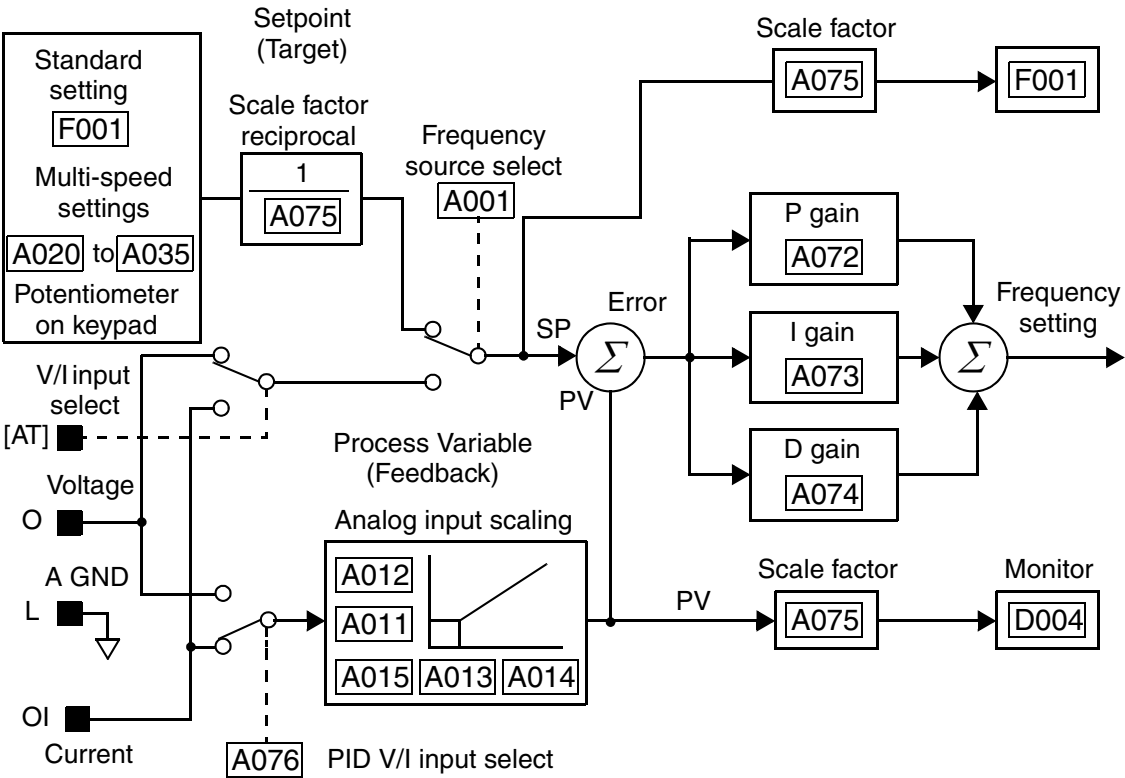 Setpoint
(Target)
Standard
setting
F001
Multi-speed
settings
A020 to A035
Potentiometer
on keypad
Scale factor
reciprocal
1
A075
Frequency
source select
A001
Scale factor
A075
F001
P gain
A072
I gain
A073
D gain
A074
Error
SP
Σ
PV
Σ
Frequency
setting
V/I input
select
[AT]
Voltage
O
A GND
L
OI
Current
Process Variable
(Feedback)
Analog input scaling
A012
A011
A015 A013 A014
A076 PID V/I input select
PV
Scale factor
A075
Monitor
D004